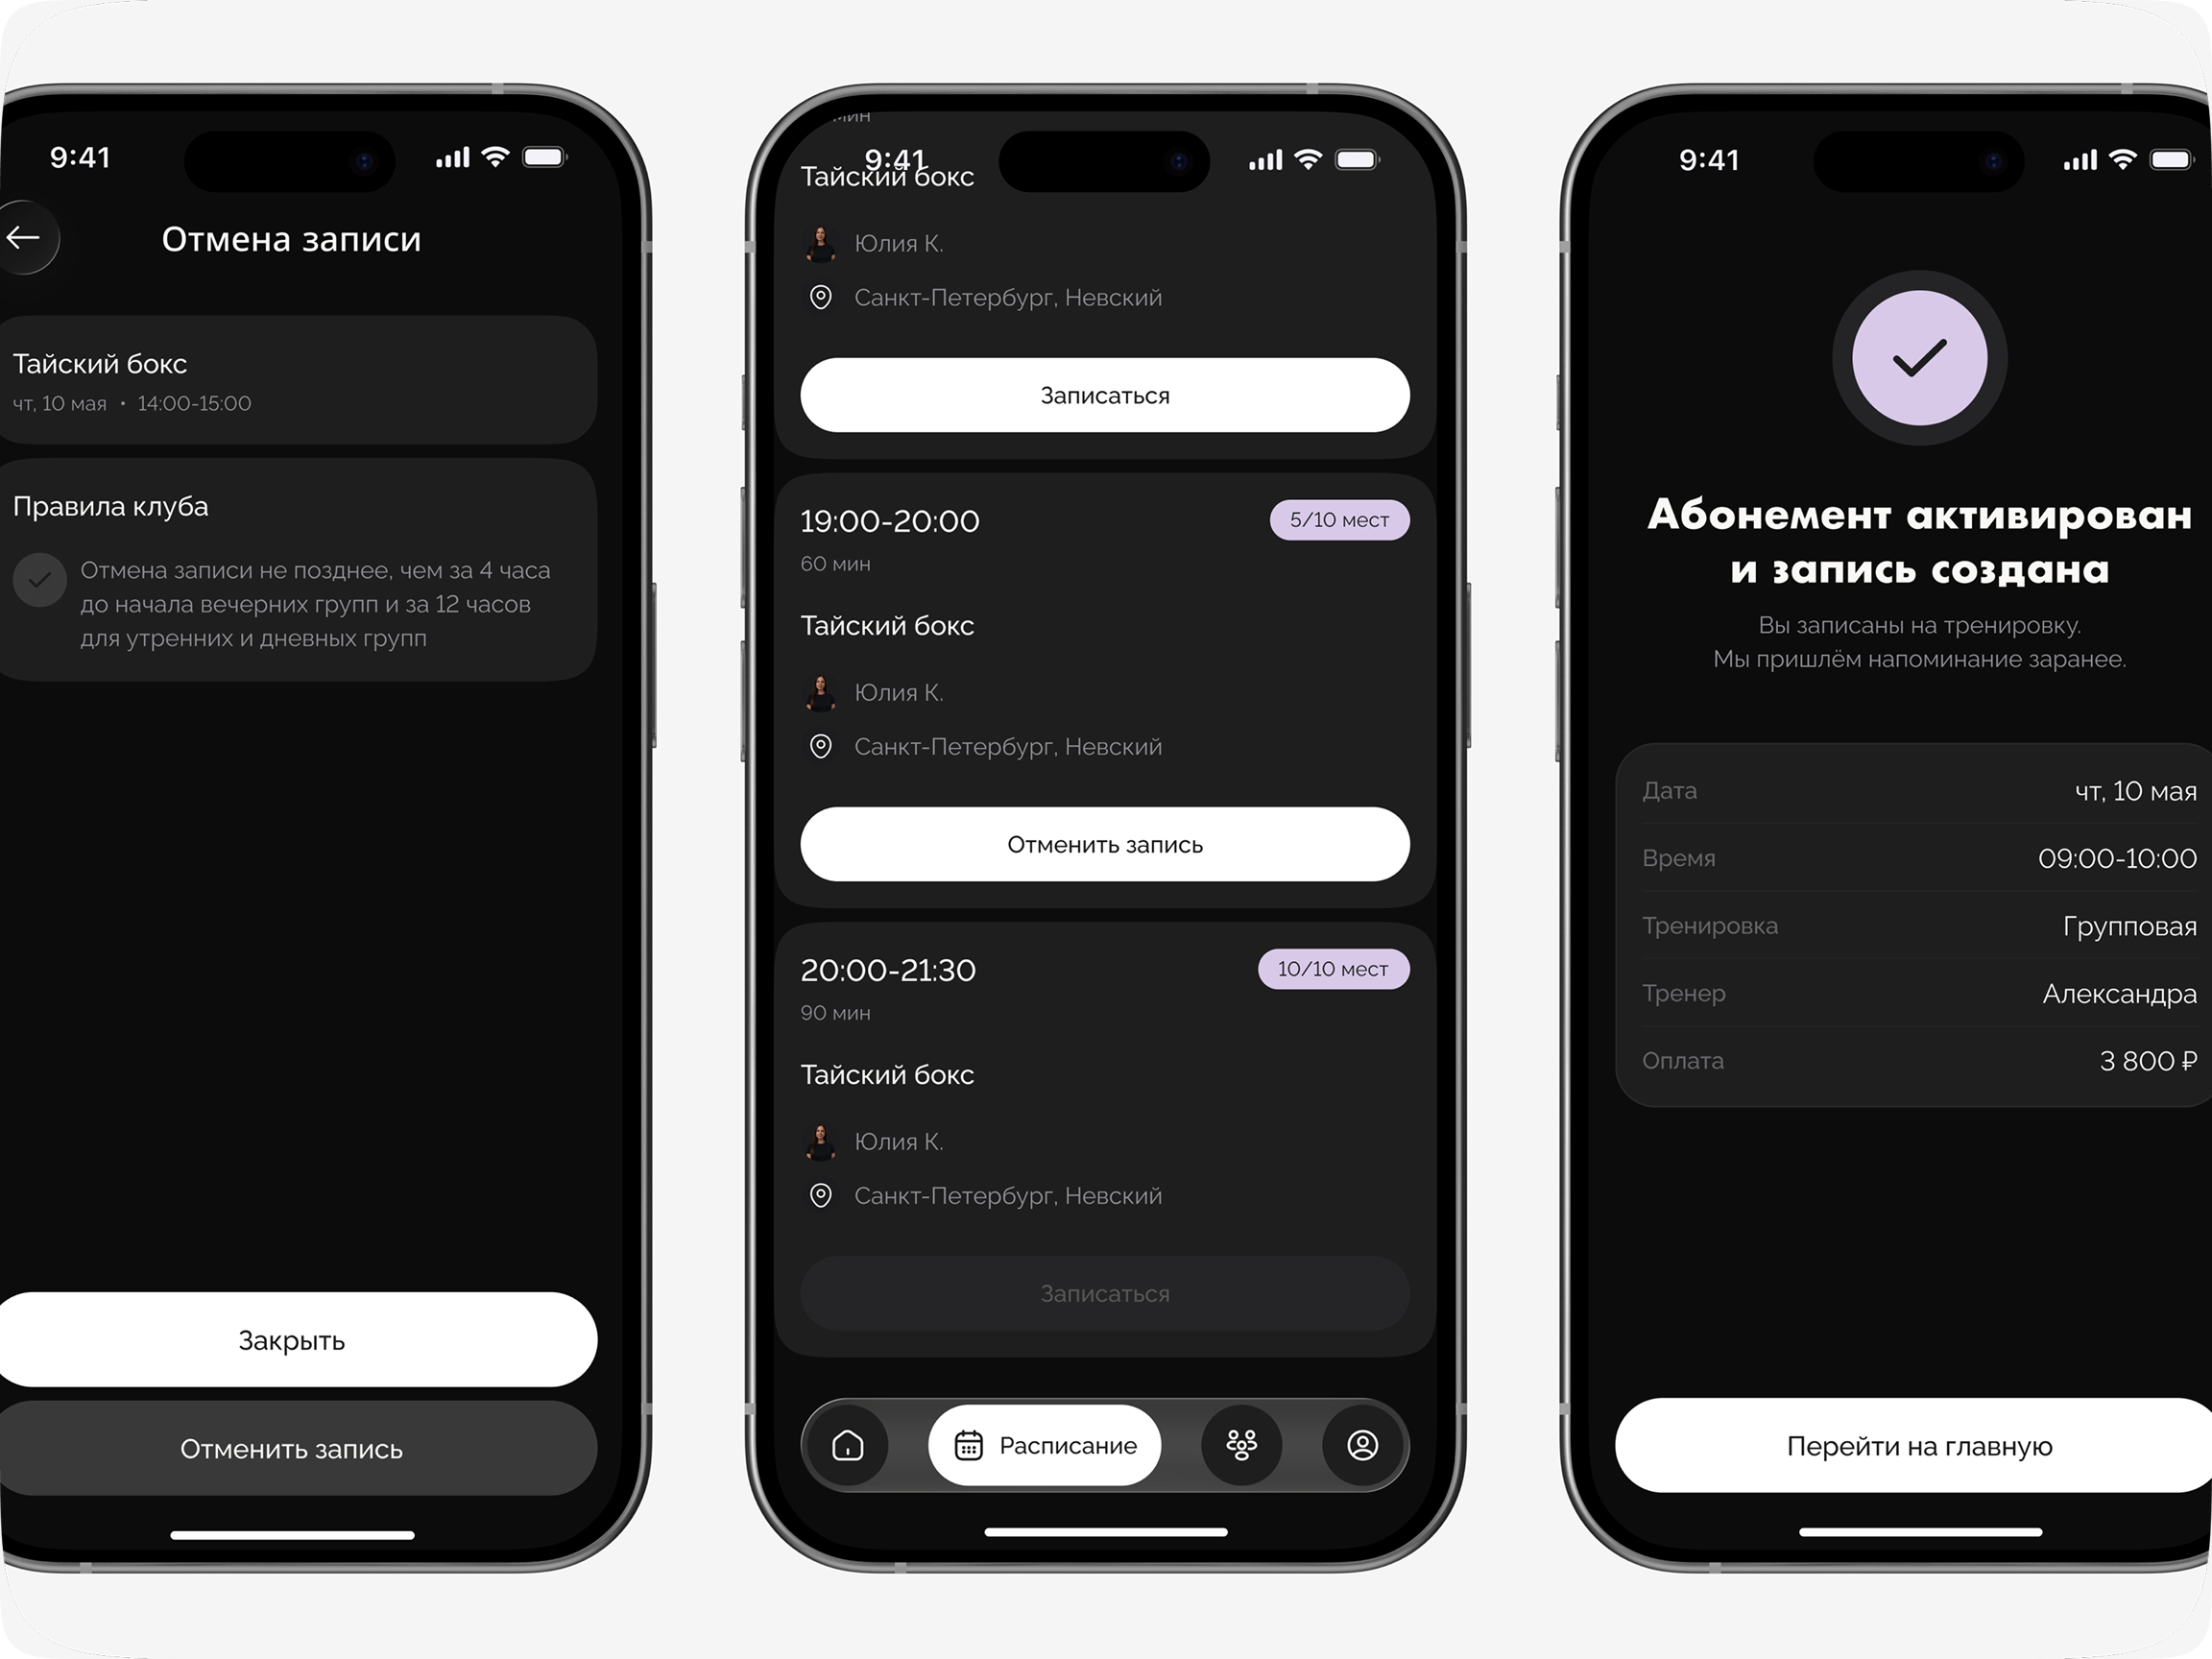 9:41
Отмена записи
Тайский бокс
чт, 10 мая • 14:00-15:00
Правила клуба
Отмена записи не позднее, чем за 4 часа
до начала вечерних групп и за 12 часов
для утренних и дневных групп
Закрыть
Отменить запись
мин
9:41
Тайский бокс
Юлия К.
Санкт-Петербург, Невский
Записаться
19:00-20:00
5/10 мест
60 мин
Тайский бокс
Юлия К.
Санкт-Петербург, Невский
Отменить запись
20:00-21:30
10/10 мест
90 мин
Тайский бокс
Юлия К.
Санкт-Петербург, Невский
Записаться
Расписание
9:41
Абонемент активирован
и запись создана
Вы записаны на тренировку.
Мы пришлём напоминание заранее.
Дата
чт, 10 мая
Время
09:00-10:00
Тренировка
Групповая
Тренер
Александра
Оплата
3 800 ₽
Перейти на главную